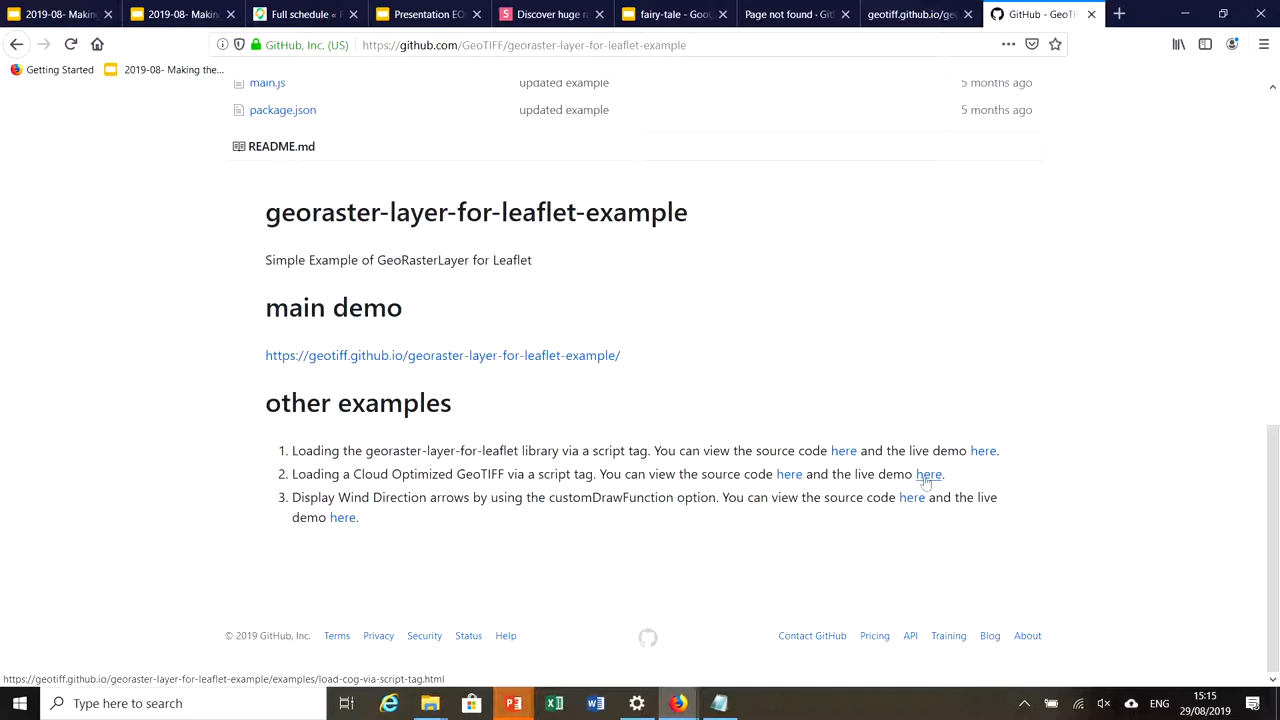 2019-08- Making
2019-08 - Making
Full schedule «
Presentation EO
Discover huge ra
fairy-tale - Goog
Page not found - Gi
geotiff.github.io/geo
GitHub - GeoTI
GitHub, Inc. (US)
https://github.com/GeoTIFF/georaster-layer-for-leaflet-example
Getting Started
2019-08- Making the...
main.js
updated example
5 months ago
package.json
updated example
5 months ago
README.md
georaster-layer-for-leaflet-example
Simple Example of GeoRasterLayer for Leaflet
main demo
https://geotiff.github.io/georaster-layer-for-leaflet-example/
other examples
1. Loading the georaster-layer-for-leaflet library via a script tag. You can view the source code here and the live demo here.
2. Loading a Cloud Optimized GeoTIFF via a script tag. You can view the source code here and the live demo here.
3. Display Wind Direction arrows by using the customDrawFunction option. You can view the source code here and the live
demo here.
© 2019 GitHub, Inc.
Terms
Privacy
Security
Status
Help
Contact GitHub
Pricing
API
Training
Blog
About
https://geotiff.github.io/georaster-layer-for-leaflet-example/examples/load-cog-via-script-tag.html
Type here to search
ENG
15:15
29/08/2019